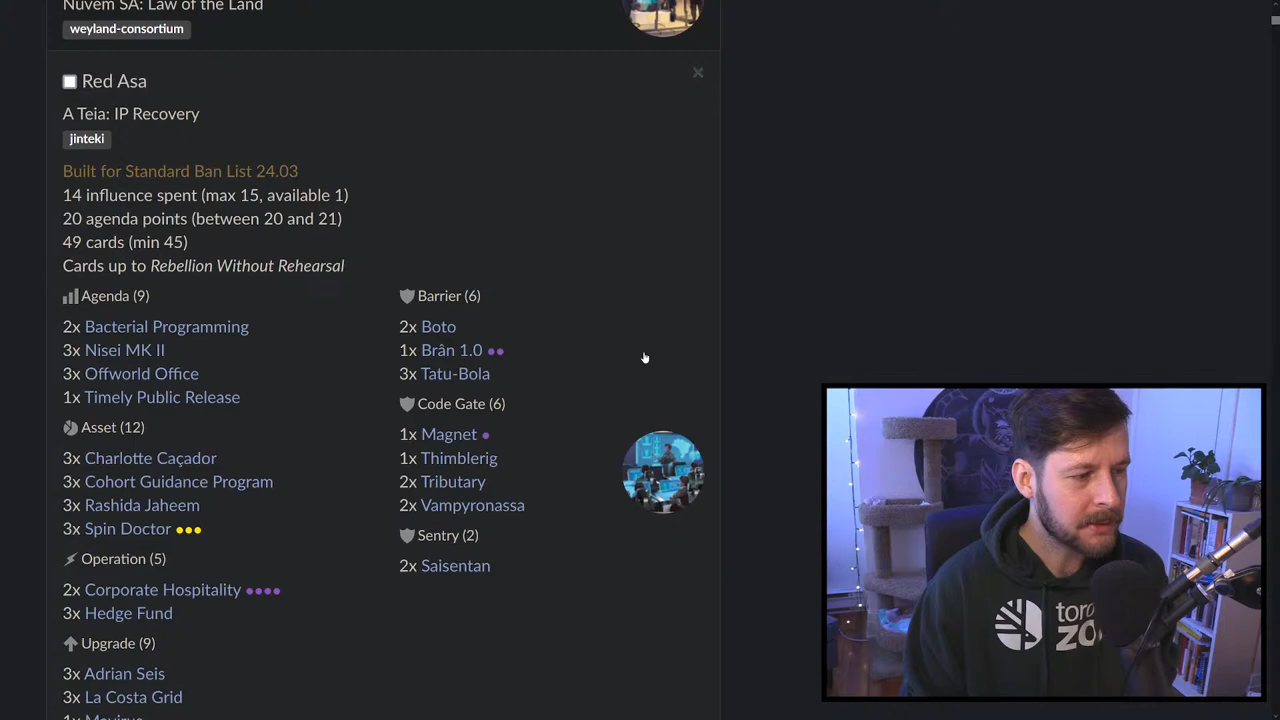 Nuvem SA: Law of the Land
weyland-consortium
Red Asa
A Teia: IP Recovery
jinteki
Built for Standard Ban List 24.03
14 influence spent (max 15, available 1)
20 agenda points (between 20 and 21)
49 cards (min 45)
Cards up to Rebellion Without Rehearsal
Agenda (9)
2x Bacterial Programming
3x Nisei MK II
3x Offworld Office
1x Timely Public Release
Asset (12)
3x Charlotte Caçador
3x Cohort Guidance Program
3x Rashida Jaheem
3x Spin Doctor ●●●
Operation (5)
2x Corporate Hospitality ●●●●
3x Hedge Fund
Upgrade (9)
3x Adrian Seis
3x La Costa Grid
Barrier (6)
2x Boto
1x Brân 1.0 ●●
3x Tatu-Bola
Code Gate (6)
1x Magnet ●
1x Thimblerig
2x Tributary
2x Vampyronassa
Sentry (2)
2x Saisentan